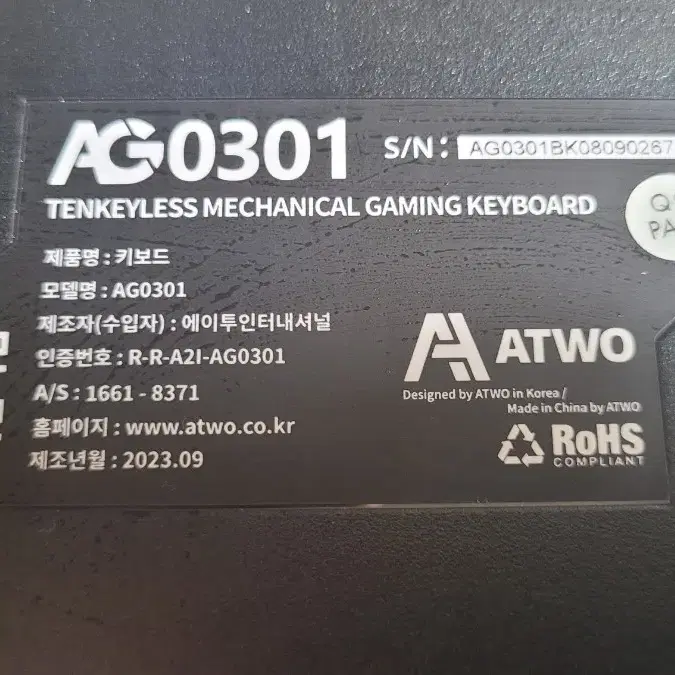 AG0301
S/N : AG0301BK08090267
TENKEYLESS MECHANICAL GAMING KEYBOARD
제품명 : 키보드
모델명 : AG0301
제조자(수입자) : 에이투인터내셔널
인증번호 : R-R-A2I-AG0301
A/S : 1661 - 8371
홈페이지 : www.atwo.co.kr
제조년월 : 2023.09
ATWO
Designed by ATWO in Korea /
Made in China by ATWO
RoHS
COMPLIANT